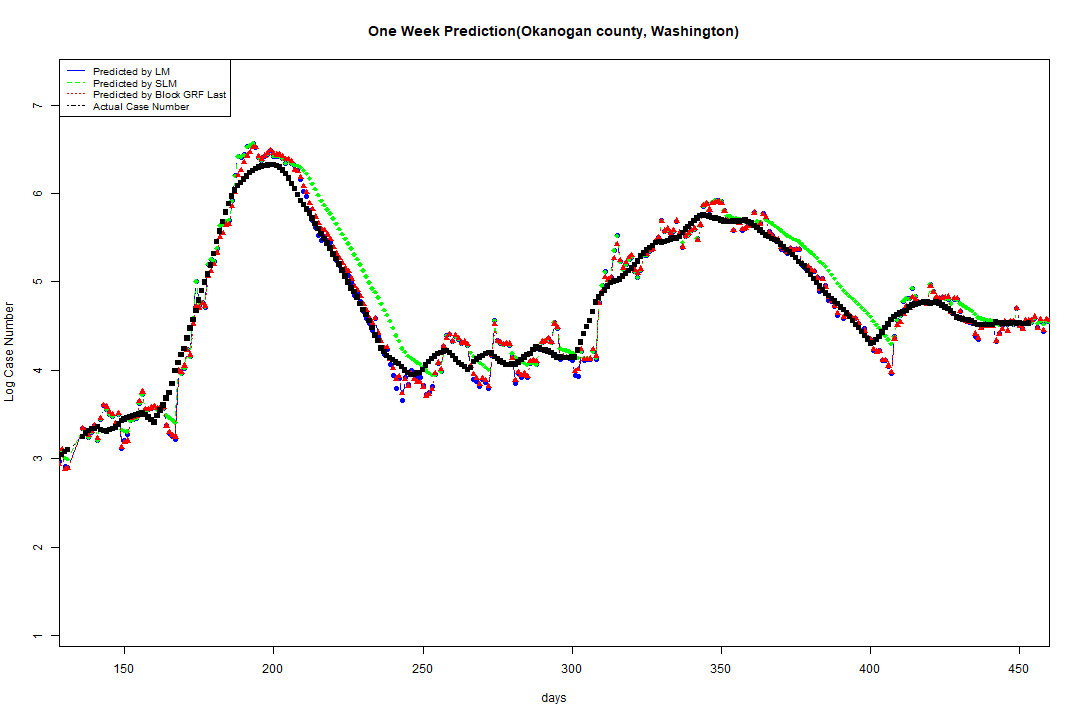 One Week Prediction(Okanogan county, Washington)
Predicted by LM
Predicted by SLM
Predicted by Block GRF Last
Actual Case Number
7
6
5
4
3
2
1
Log Case Number
150
200
250
300
350
400
450
days